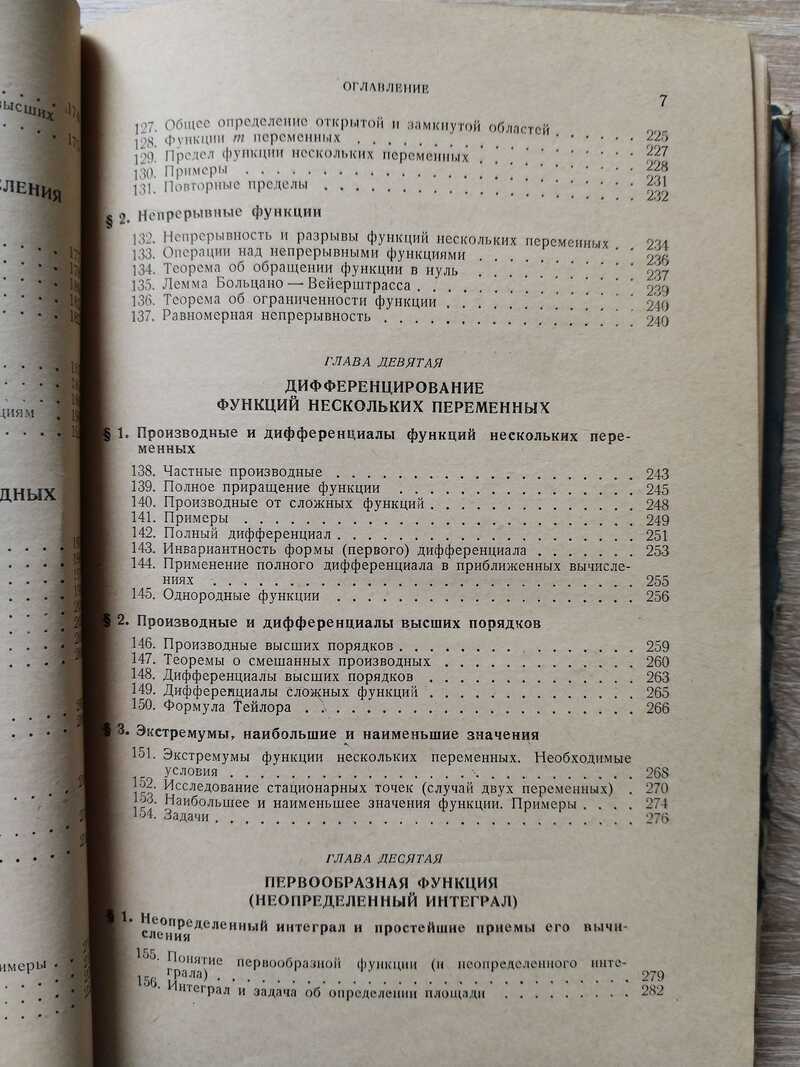 ОГЛАВЛЕНИЕ
7
127. Общее определение открытой и замкнутой областей . . . . . . 225
128. Функции m переменных . . . . . . . . . . . . . . . . . 227
129. Предел функции нескольких переменных . . . . . . . . . . . 228
130. Примеры . . . . . . . . . . . . . . . . . . . . . . . 231
131. Повторные пределы . . . . . . . . . . . . . . . . . . . 232
§ 2. Непрерывные функции
132. Непрерывность и разрывы функций нескольких переменных . . 234
133. Операции над непрерывными функциями . . . . . . . . . . . 236
134. Теорема об обращении функции в нуль . . . . . . . . . . . 237
135. Лемма Больцано — Вейерштрасса . . . . . . . . . . . . . . 239
136. Теорема об ограниченности функции . . . . . . . . . . . . 240
137. Равномерная непрерывность . . . . . . . . . . . . . . . . 240
ГЛАВА ДЕВЯТАЯ
ДИФФЕРЕНЦИРОВАНИЕ
ФУНКЦИЙ НЕСКОЛЬКИХ ПЕРЕМЕННЫХ
§ 1. Производные и дифференциалы функций нескольких пере-
менных
138. Частные производные . . . . . . . . . . . . . . . . . . . 243
139. Полное приращение функции . . . . . . . . . . . . . . . . 245
140. Производные от сложных функций . . . . . . . . . . . . . . 248
141. Примеры . . . . . . . . . . . . . . . . . . . . . . . . 249
142. Полный дифференциал . . . . . . . . . . . . . . . . . . . 251
143. Инвариантность формы (первого) дифференциала . . . . . . . 253
144. Применение полного дифференциала в приближенных вычисле-
ниях . . . . . . . . . . . . . . . . . . . . . . . . . . 255
145. Однородные функции . . . . . . . . . . . . . . . . . . . 256
§ 2. Производные и дифференциалы высших порядков
146. Производные высших порядков . . . . . . . . . . . . . . . 259
147. Теоремы о смешанных производных . . . . . . . . . . . . . 260
148. Дифференциалы высших порядков . . . . . . . . . . . . . . 263
149. Дифференциалы сложных функций . . . . . . . . . . . . . . 265
150. Формула Тейлора . . . . . . . . . . . . . . . . . . . . . 266
§ 3. Экстремумы, наибольшие и наименьшие значения
151. Экстремумы функции нескольких переменных. Необходимые
условия . . . . . . . . . . . . . . . . . . . . . . . . . 268
152. Исследование стационарных точек (случай двух переменных) . 270
153. Наибольшее и наименьшее значения функции. Примеры . . . . 274
154. Задачи . . . . . . . . . . . . . . . . . . . . . . . . . 276
ГЛАВА ДЕСЯТАЯ
ПЕРВООБРАЗНАЯ ФУНКЦИЯ
(НЕОПРЕДЕЛЕННЫЙ ИНТЕГРАЛ)
§ 1. Неопределенный интеграл и простейшие приемы его вычи-
сления
155. Понятие первообразной функции (и неопределенного инте-
грала) . . . . . . . . . . . . . . . . . . . . . . . . . 279
156. Интеграл и задача об определении площади . . . . . . . . . 282